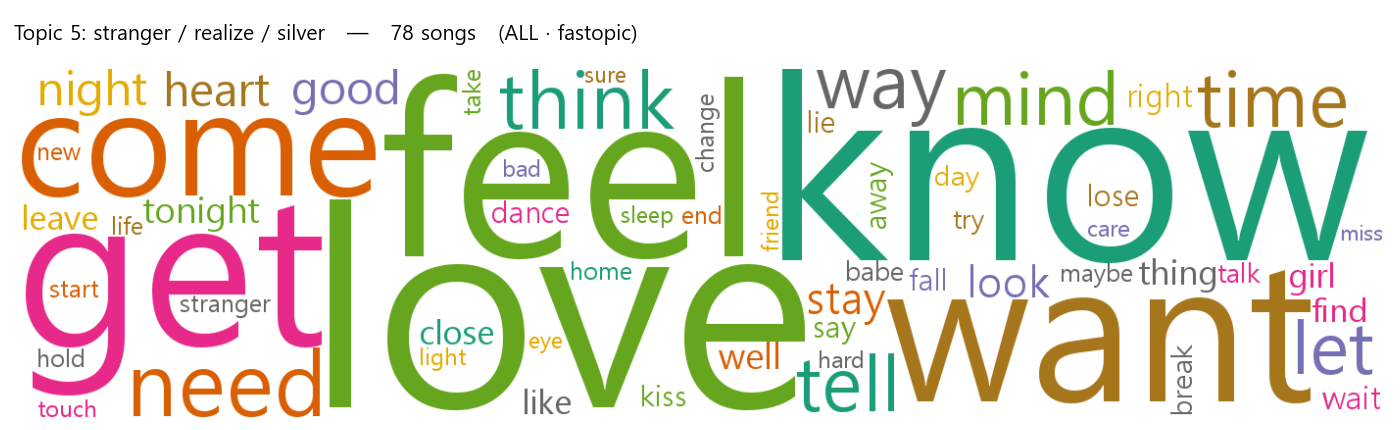 Topic 5: stranger / realize / silver — 78 songs (ALL · fastopic)
night heart good take think sure way mind right time
come new feel bad change know lie
dance sleep end friend away day try lose care miss
leave life tonight
get start stranger hold touch
love home close light eye well like kiss
need
babe fall look maybe thing talk girl
stay say hard tell want break find let wait